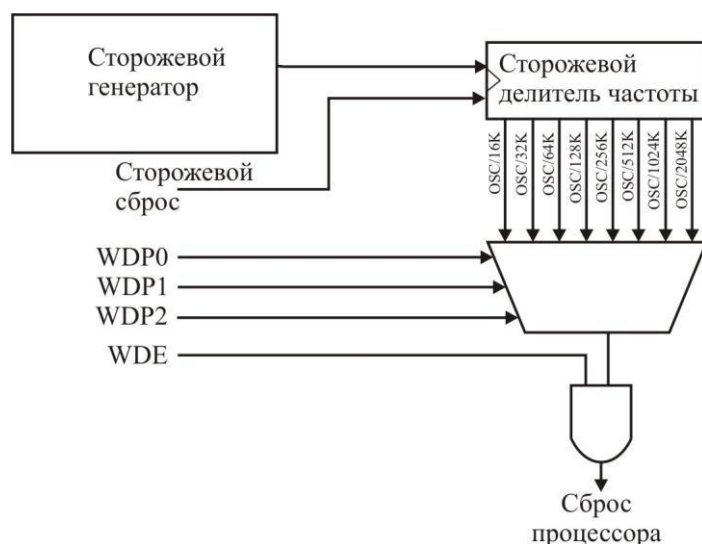 Сторожевой
генератор
Сторожевой
делитель частоты
OSC/16K
OSC/32K
OSC/64K
OSC/128K
OSC/256K
OSC/512K
OSC/1024K
OSC/2048K
Сторожевой
сброс
WDP0
WDP1
WDP2
WDE
Сброс
процессора